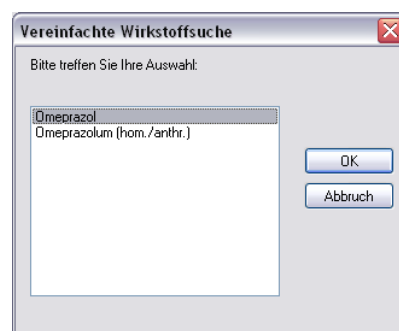 Vereinfachte Wirkstoffsuche
Bitte treffen Sie Ihre Auswahl:
Omeprazol
Omeprazolum (hom./anthr.)
OK
Abbruch